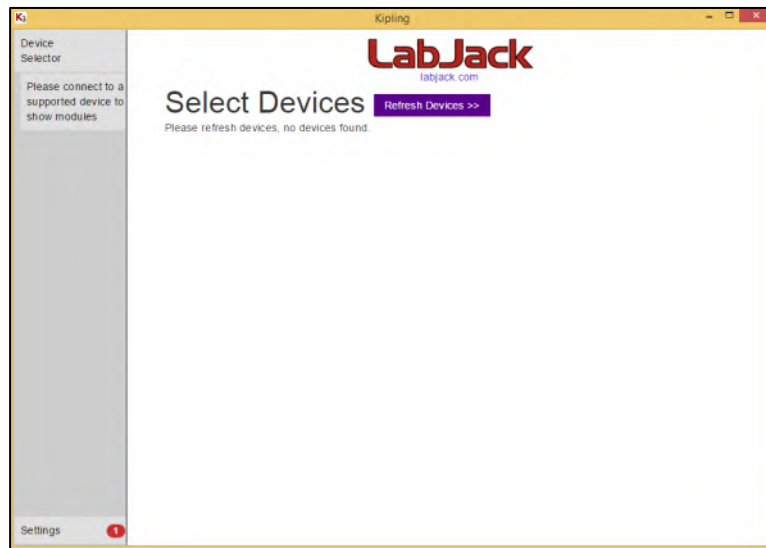 K3
Kipling
Device
Selector
LabJack
labjack.com
Please connect to a
supported device to
show modules
Select Devices
Refresh Devices >>
Please refresh devices, no devices found.
Settings
1